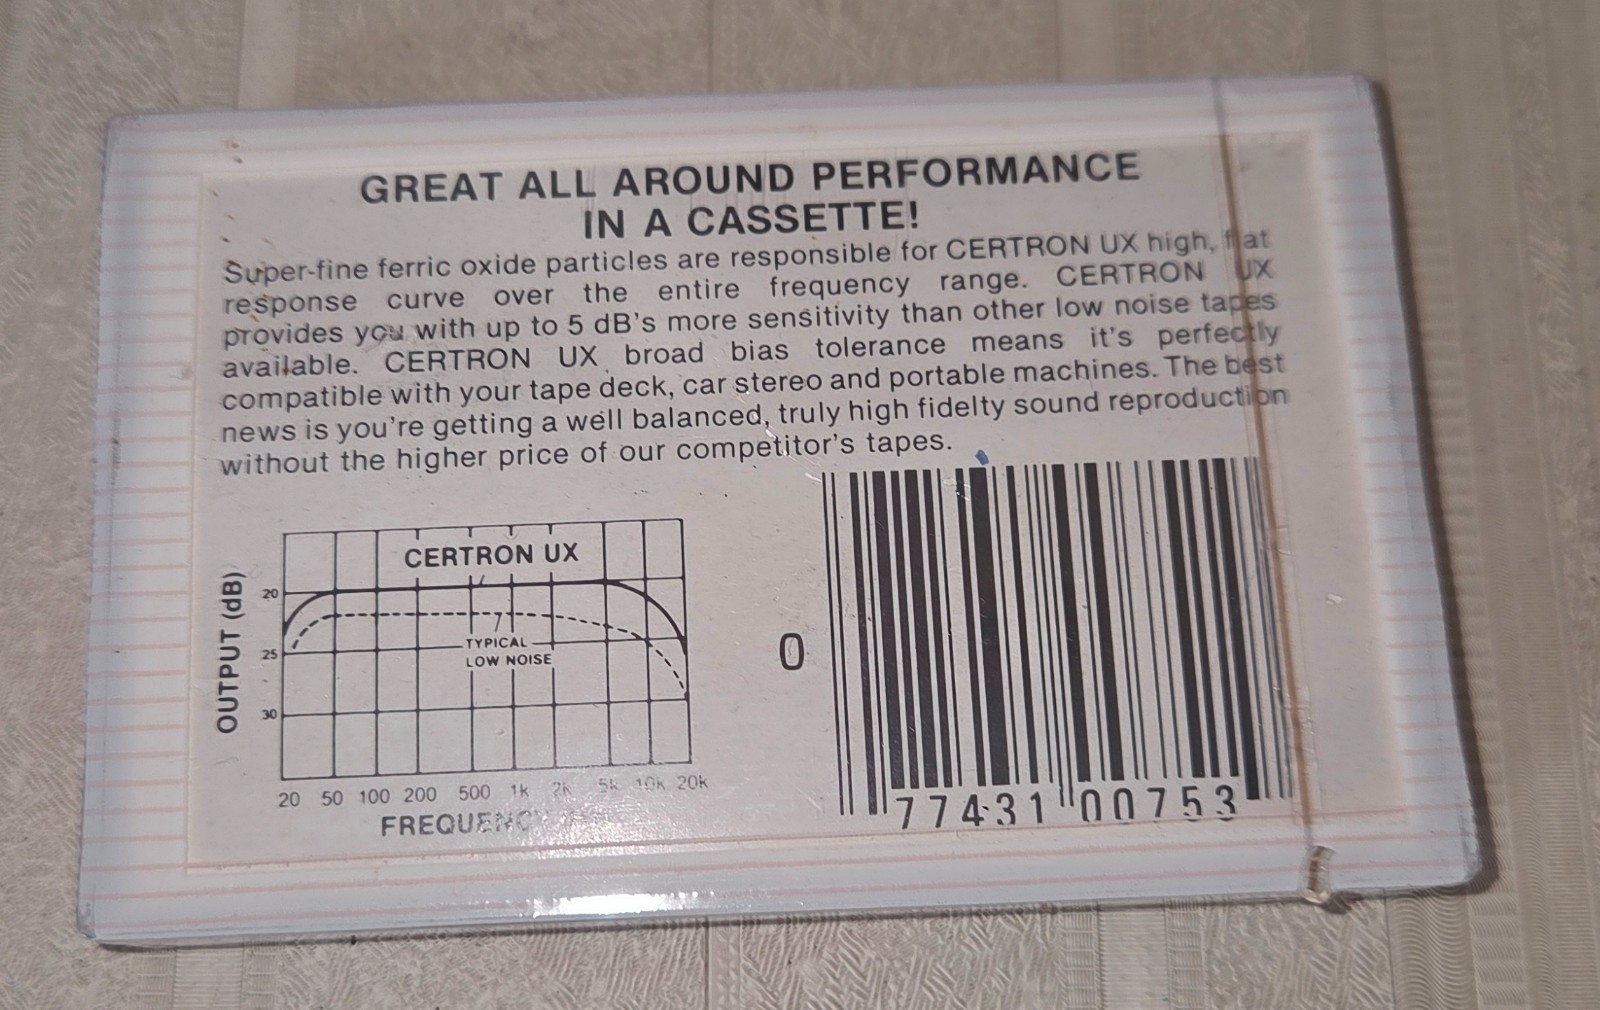 GREAT ALL AROUND PERFORMANCE
IN A CASSETTE!
Super-fine ferric oxide particles are responsible for CERTRON UX high, flat
response curve over the entire frequency range. CERTRON UX
provides you with up to 5 dB's more sensitivity than other low noise tapes
available. CERTRON UX broad bias tolerance means it's perfectly
compatible with your tape deck, car stereo and portable machines. The best
news is you're getting a well balanced, truly high fidelty sound reproduction
without the higher price of our competitor's tapes.
CERTRON UX
OUTPUT (dB)
20
25
30
TYPICAL
LOW NOISE
20 50 100 200 500 1k 2k 5k 10k 20k
FREQUENCY
0 77431 00753